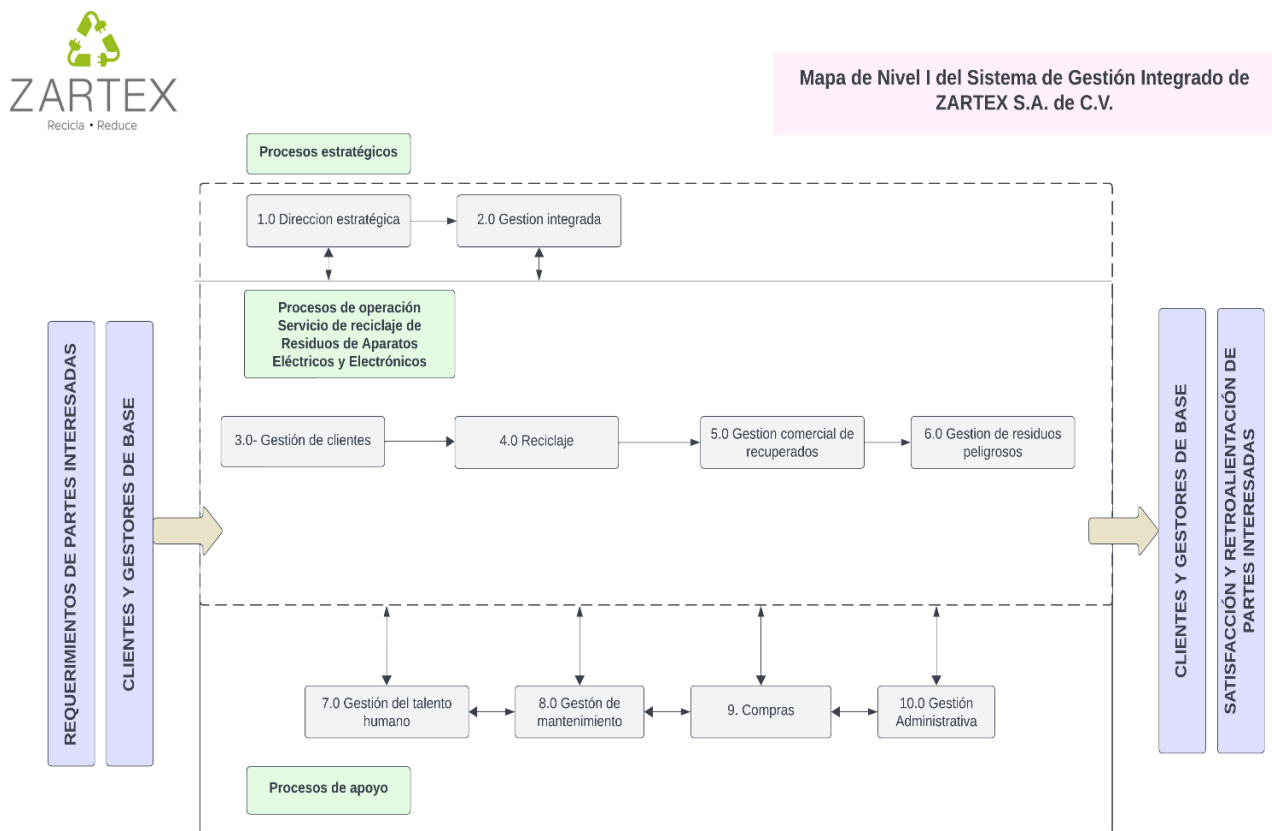 ZARTEX
Recicla • Reduce
Mapa de Nivel I del Sistema de Gestión Integrado de
ZARTEX S.A. de C.V.
Procesos estratégicos
1.0 Direccion estratégica
2.0 Gestion integrada
Procesos de operación
Servicio de reciclaje de
Residuos de Aparatos
Eléctricos y Electrónicos
REQUERIMIENTOS DE PARTES INTERESADAS
CLIENTES Y GESTORES DE BASE
3.0- Gestión de clientes
4.0 Reciclaje
5.0 Gestion comercial de
recuperados
6.0 Gestion de residuos
peligrosos
CLIENTES Y GESTORES DE BASE
SATISFACCIÓN Y RETROALIENTACIÓN DE
PARTES INTERESADAS
7.0 Gestión del talento
humano
8.0 Gestón de
mantenimiento
9. Compras
10.0 Gestión
Administrativa
Procesos de apoyo